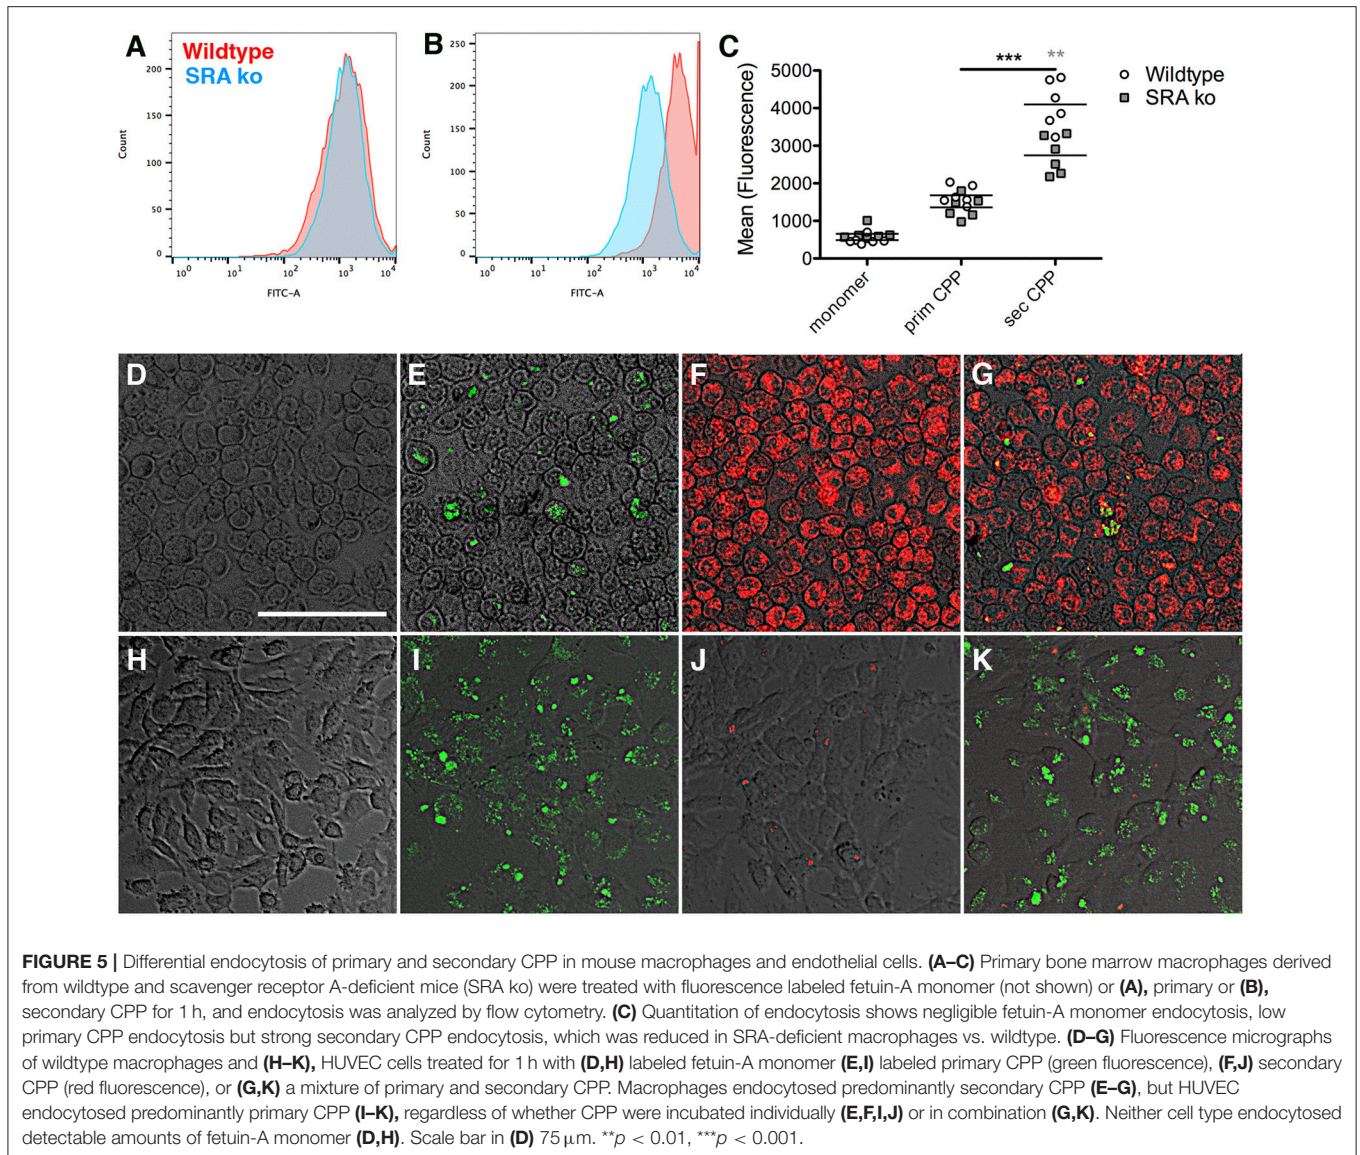 A
Wildtype
SRA ko
200
150
100
50
0
Count
10^0 10^1 10^2 10^3 10^4
FITC-A
B
250
200
150
100
50
0
Count
10^0 10^1 10^2 10^3 10^4
FITC-A
C
*** **
5000
4000
3000
2000
1000
0
Mean (Fluorescence)
monomer
prim CPP
sec CPP
Wildtype
SRA ko
D
E
F
G
H
I
J
K
FIGURE 5 | Differential endocytosis of primary and secondary CPP in mouse macrophages and endothelial cells. (A–C) Primary bone marrow macrophages derived
from wildtype and scavenger receptor A-deficient mice (SRA ko) were treated with fluorescence labeled fetuin-A monomer (not shown) or (A), primary or (B),
secondary CPP for 1 h, and endocytosis was analyzed by flow cytometry. (C) Quantitation of endocytosis shows negligible fetuin-A monomer endocytosis, low
primary CPP endocytosis but strong secondary CPP endocytosis, which was reduced in SRA-deficient macrophages vs. wildtype. (D–G) Fluorescence micrographs
of wildtype macrophages and (H–K), HUVEC cells treated for 1 h with (D,H) labeled fetuin-A monomer (E,I) labeled primary CPP (green fluorescence), (F,J) secondary
CPP (red fluorescence), or (G,K) a mixture of primary and secondary CPP. Macrophages endocytosed predominantly secondary CPP (E–G), but HUVEC
endocytosed predominantly primary CPP (I–K), regardless of whether CPP were incubated individually (E,F,I,J) or in combination (G,K). Neither cell type endocytosed
detectable amounts of fetuin-A monomer (D,H). Scale bar in (D) 75 μm. **p < 0.01, ***p < 0.001.